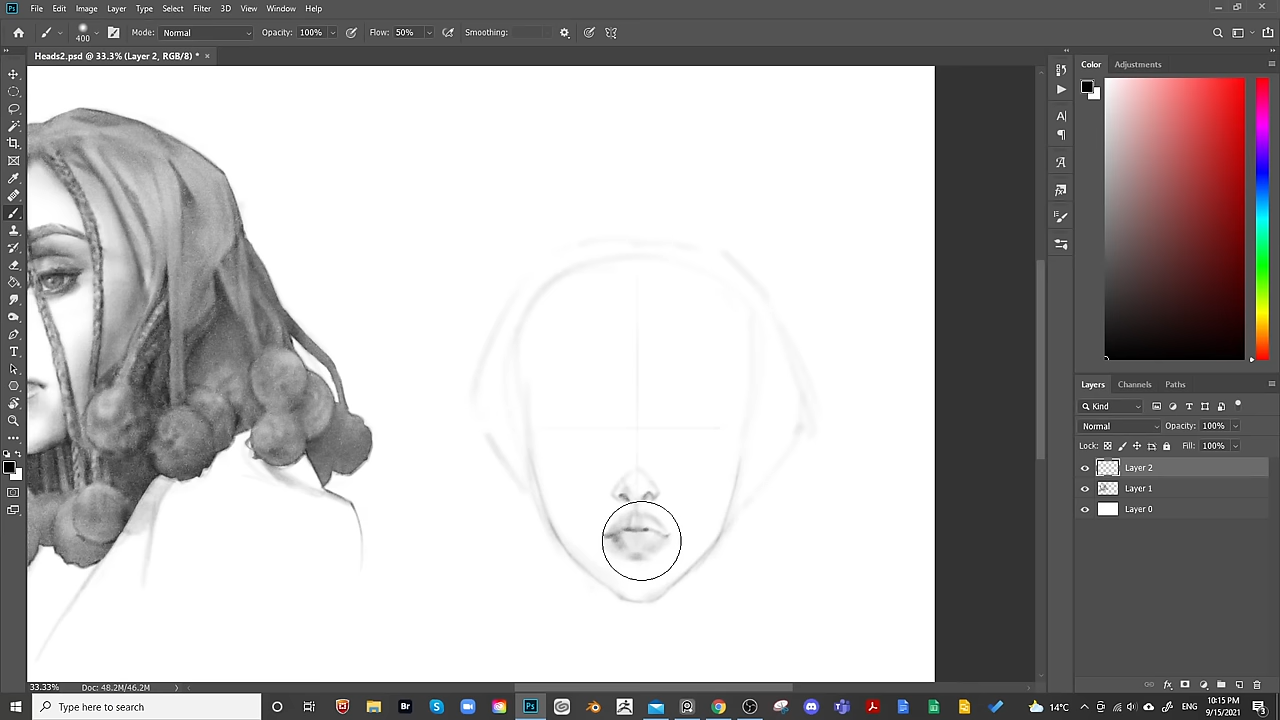 Ps File Edit Image Layer Type Select Filter 3D View Window Help
400 Mode: Normal Opacity: 100% Flow: 50% Smoothing:
Heads2.psd @ 33.3% (Layer 2, RGB/8) * ×
Color Adjustments
Layers Channels Paths
Kind
Normal Opacity: 100%
Lock: Fill: 100%
Layer 2
Layer 1
Layer 0
33.33% Doc: 48.2M/46.2M
Type here to search
Br
Ps
14°C
ENG
10:15 PM
9/15/2021